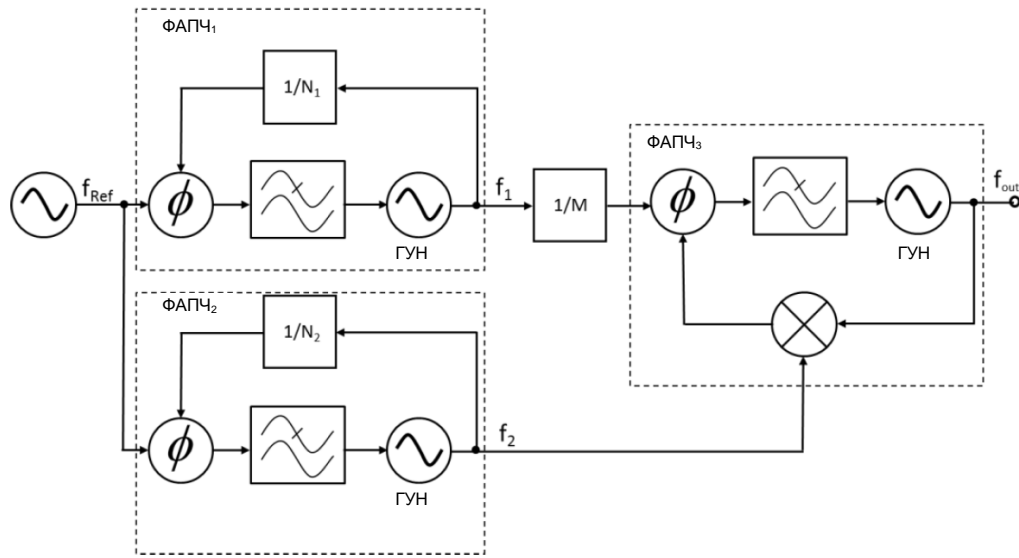 ФАПЧ₁
1/N₁
f_Ref
ϕ
ГУН
f₁
1/M
ФАПЧ₃
ϕ
ГУН
f_out
ФАПЧ₂
1/N₂
ϕ
ГУН
f₂